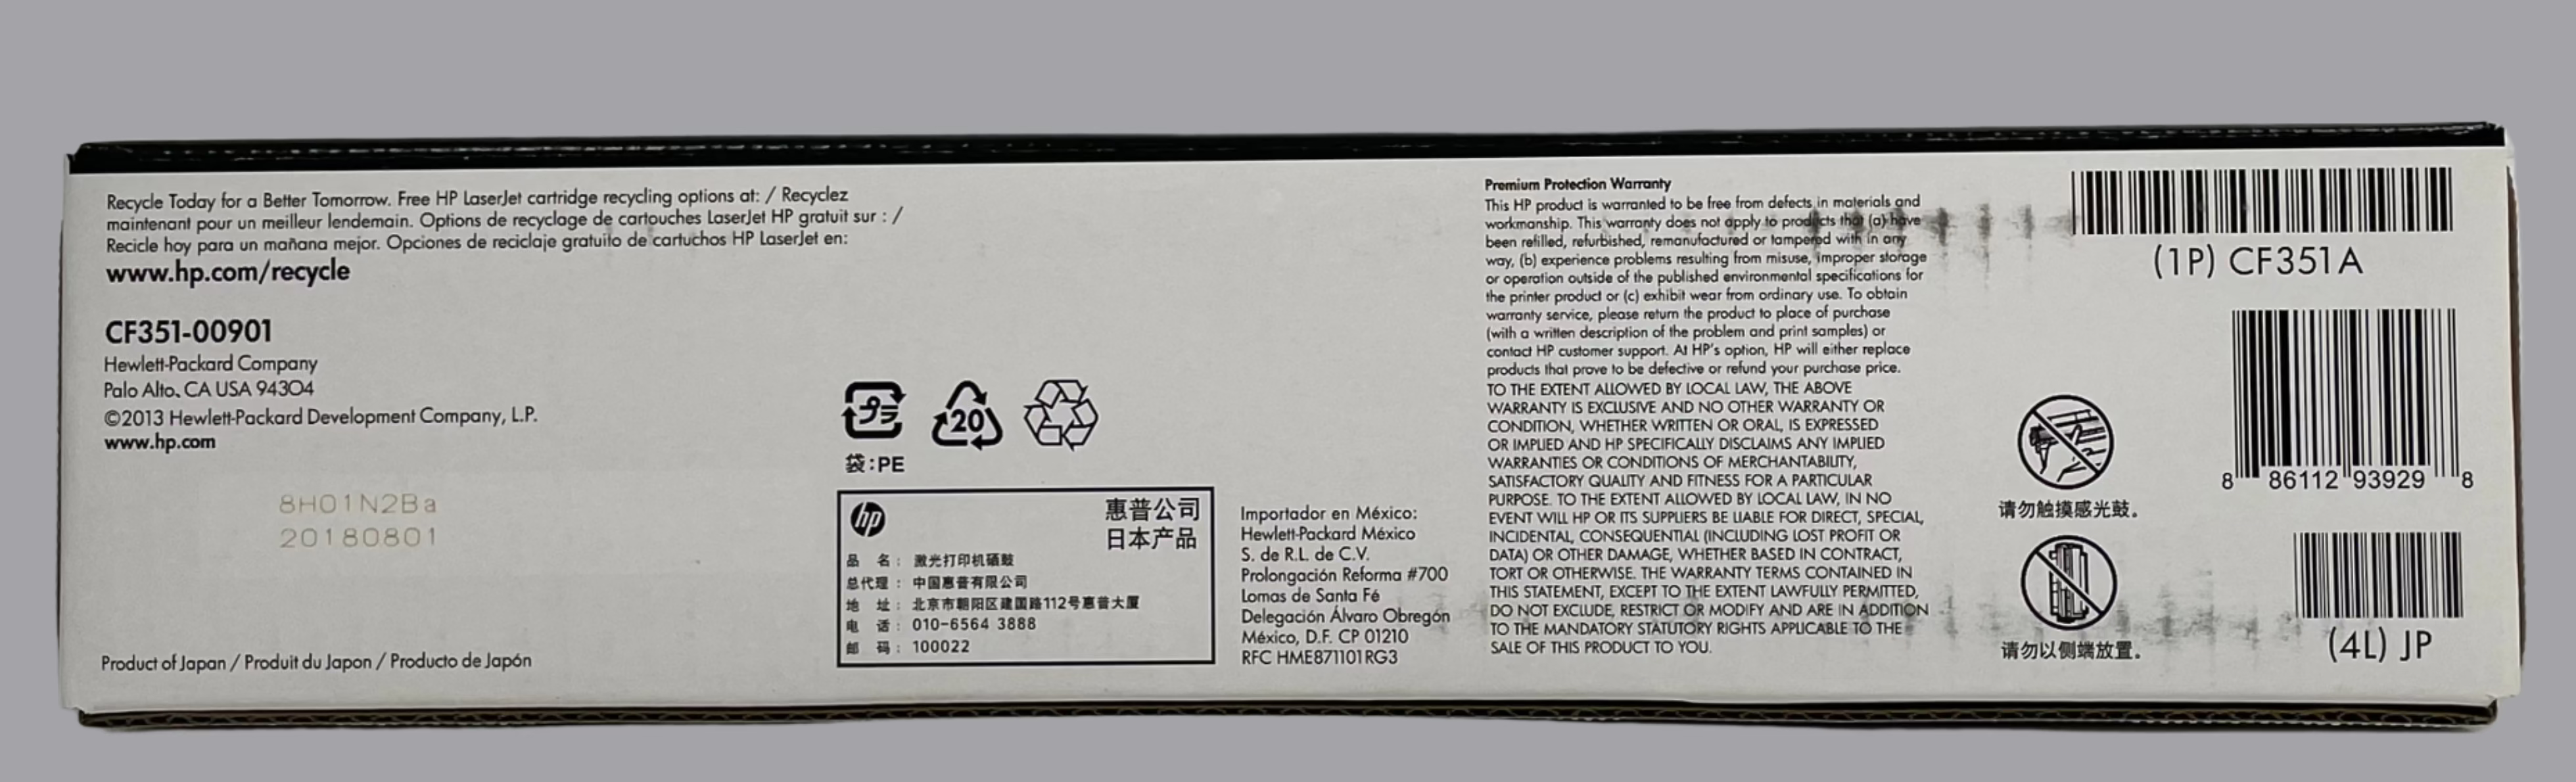 Recycle Today for a Better Tomorrow. Free HP LaserJet cartridge recycling options at: / Recyclez
maintenant pour un meilleur lendemain. Options de recyclage de cartouches LaserJet HP gratuit sur : /
Recicle hoy para un mañana mejor. Opciones de reciclaje gratuito de cartuchos HP LaserJet en:
www.hp.com/recycle
CF351-00901
Hewlett-Packard Company
Palo Alto, CA USA 94304
©2013 Hewlett-Packard Development Company, L.P.
www.hp.com
8H01N2Ba
20180801
Product of Japan / Produit du Japon / Producto de Japón
プラ
20
袋:PE
hp
惠普公司
日本产品
品 名: 激光打印机硒鼓
总代理: 中国惠普有限公司
地 址: 北京市朝阳区建国路112号惠普大厦
电 话: 010-6564 3888
邮 码: 100022
Importador en México:
Hewlett-Packard México
S. de R.L. de C.V.
Prolongación Reforma #700
Lomas de Santa Fé
Delegación Álvaro Obregón
México, D.F. CP 01210
RFC HME871101RG3
Premium Protection Warranty
This HP product is warranted to be free from defects in materials and
workmanship. This warranty does not apply to products that (a) have
been refilled, refurbished, remanufactured or tampered with in any
way, (b) experience problems resulting from misuse, improper storage
or operation outside of the published environmental specifications for
the printer product or (c) exhibit wear from ordinary use. To obtain
warranty service, please return the product to place of purchase
(with a written description of the problem and print samples) or
contact HP customer support. At HP's option, HP will either replace
products that prove to be defective or refund your purchase price.
TO THE EXTENT ALLOWED BY LOCAL LAW, THE ABOVE
WARRANTY IS EXCLUSIVE AND NO OTHER WARRANTY OR
CONDITION, WHETHER WRITTEN OR ORAL, IS EXPRESSED
OR IMPLIED AND HP SPECIFICALLY DISCLAIMS ANY IMPLIED
WARRANTIES OR CONDITIONS OF MERCHANTABILITY,
SATISFACTORY QUALITY AND FITNESS FOR A PARTICULAR
PURPOSE. TO THE EXTENT ALLOWED BY LOCAL LAW, IN NO
EVENT WILL HP OR ITS SUPPLIERS BE LIABLE FOR DIRECT, SPECIAL,
INCIDENTAL, CONSEQUENTIAL (INCLUDING LOST PROFIT OR
DATA) OR OTHER DAMAGE, WHETHER BASED IN CONTRACT,
TORT OR OTHERWISE. THE WARRANTY TERMS CONTAINED IN
THIS STATEMENT, EXCEPT TO THE EXTENT LAWFULLY PERMITTED,
DO NOT EXCLUDE, RESTRICT OR MODIFY AND ARE IN ADDITION
TO THE MANDATORY STATUTORY RIGHTS APPLICABLE TO THE
SALE OF THIS PRODUCT TO YOU.
请勿触摸感光鼓。
请勿以侧端放置。
(1P) CF351A
8 86112 93929 8
(4L) JP